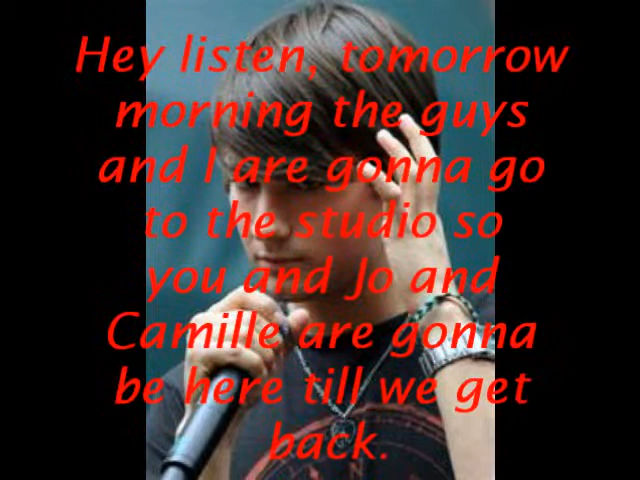 Hey listen, tomorrow
morning the guys
and I are gonna go
to the studio so
you and Jo and
Camille are gonna
be here till we get
back.